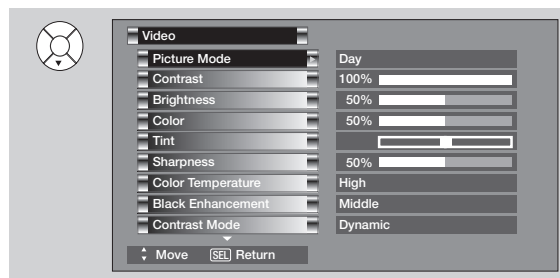 Video
Picture Mode Day
Contrast 100%
Brightness 50%
Color 50%
Tint
Sharpness 50%
Color Temperature High
Black Enhancement Middle
Contrast Mode Dynamic
Move SEL Return